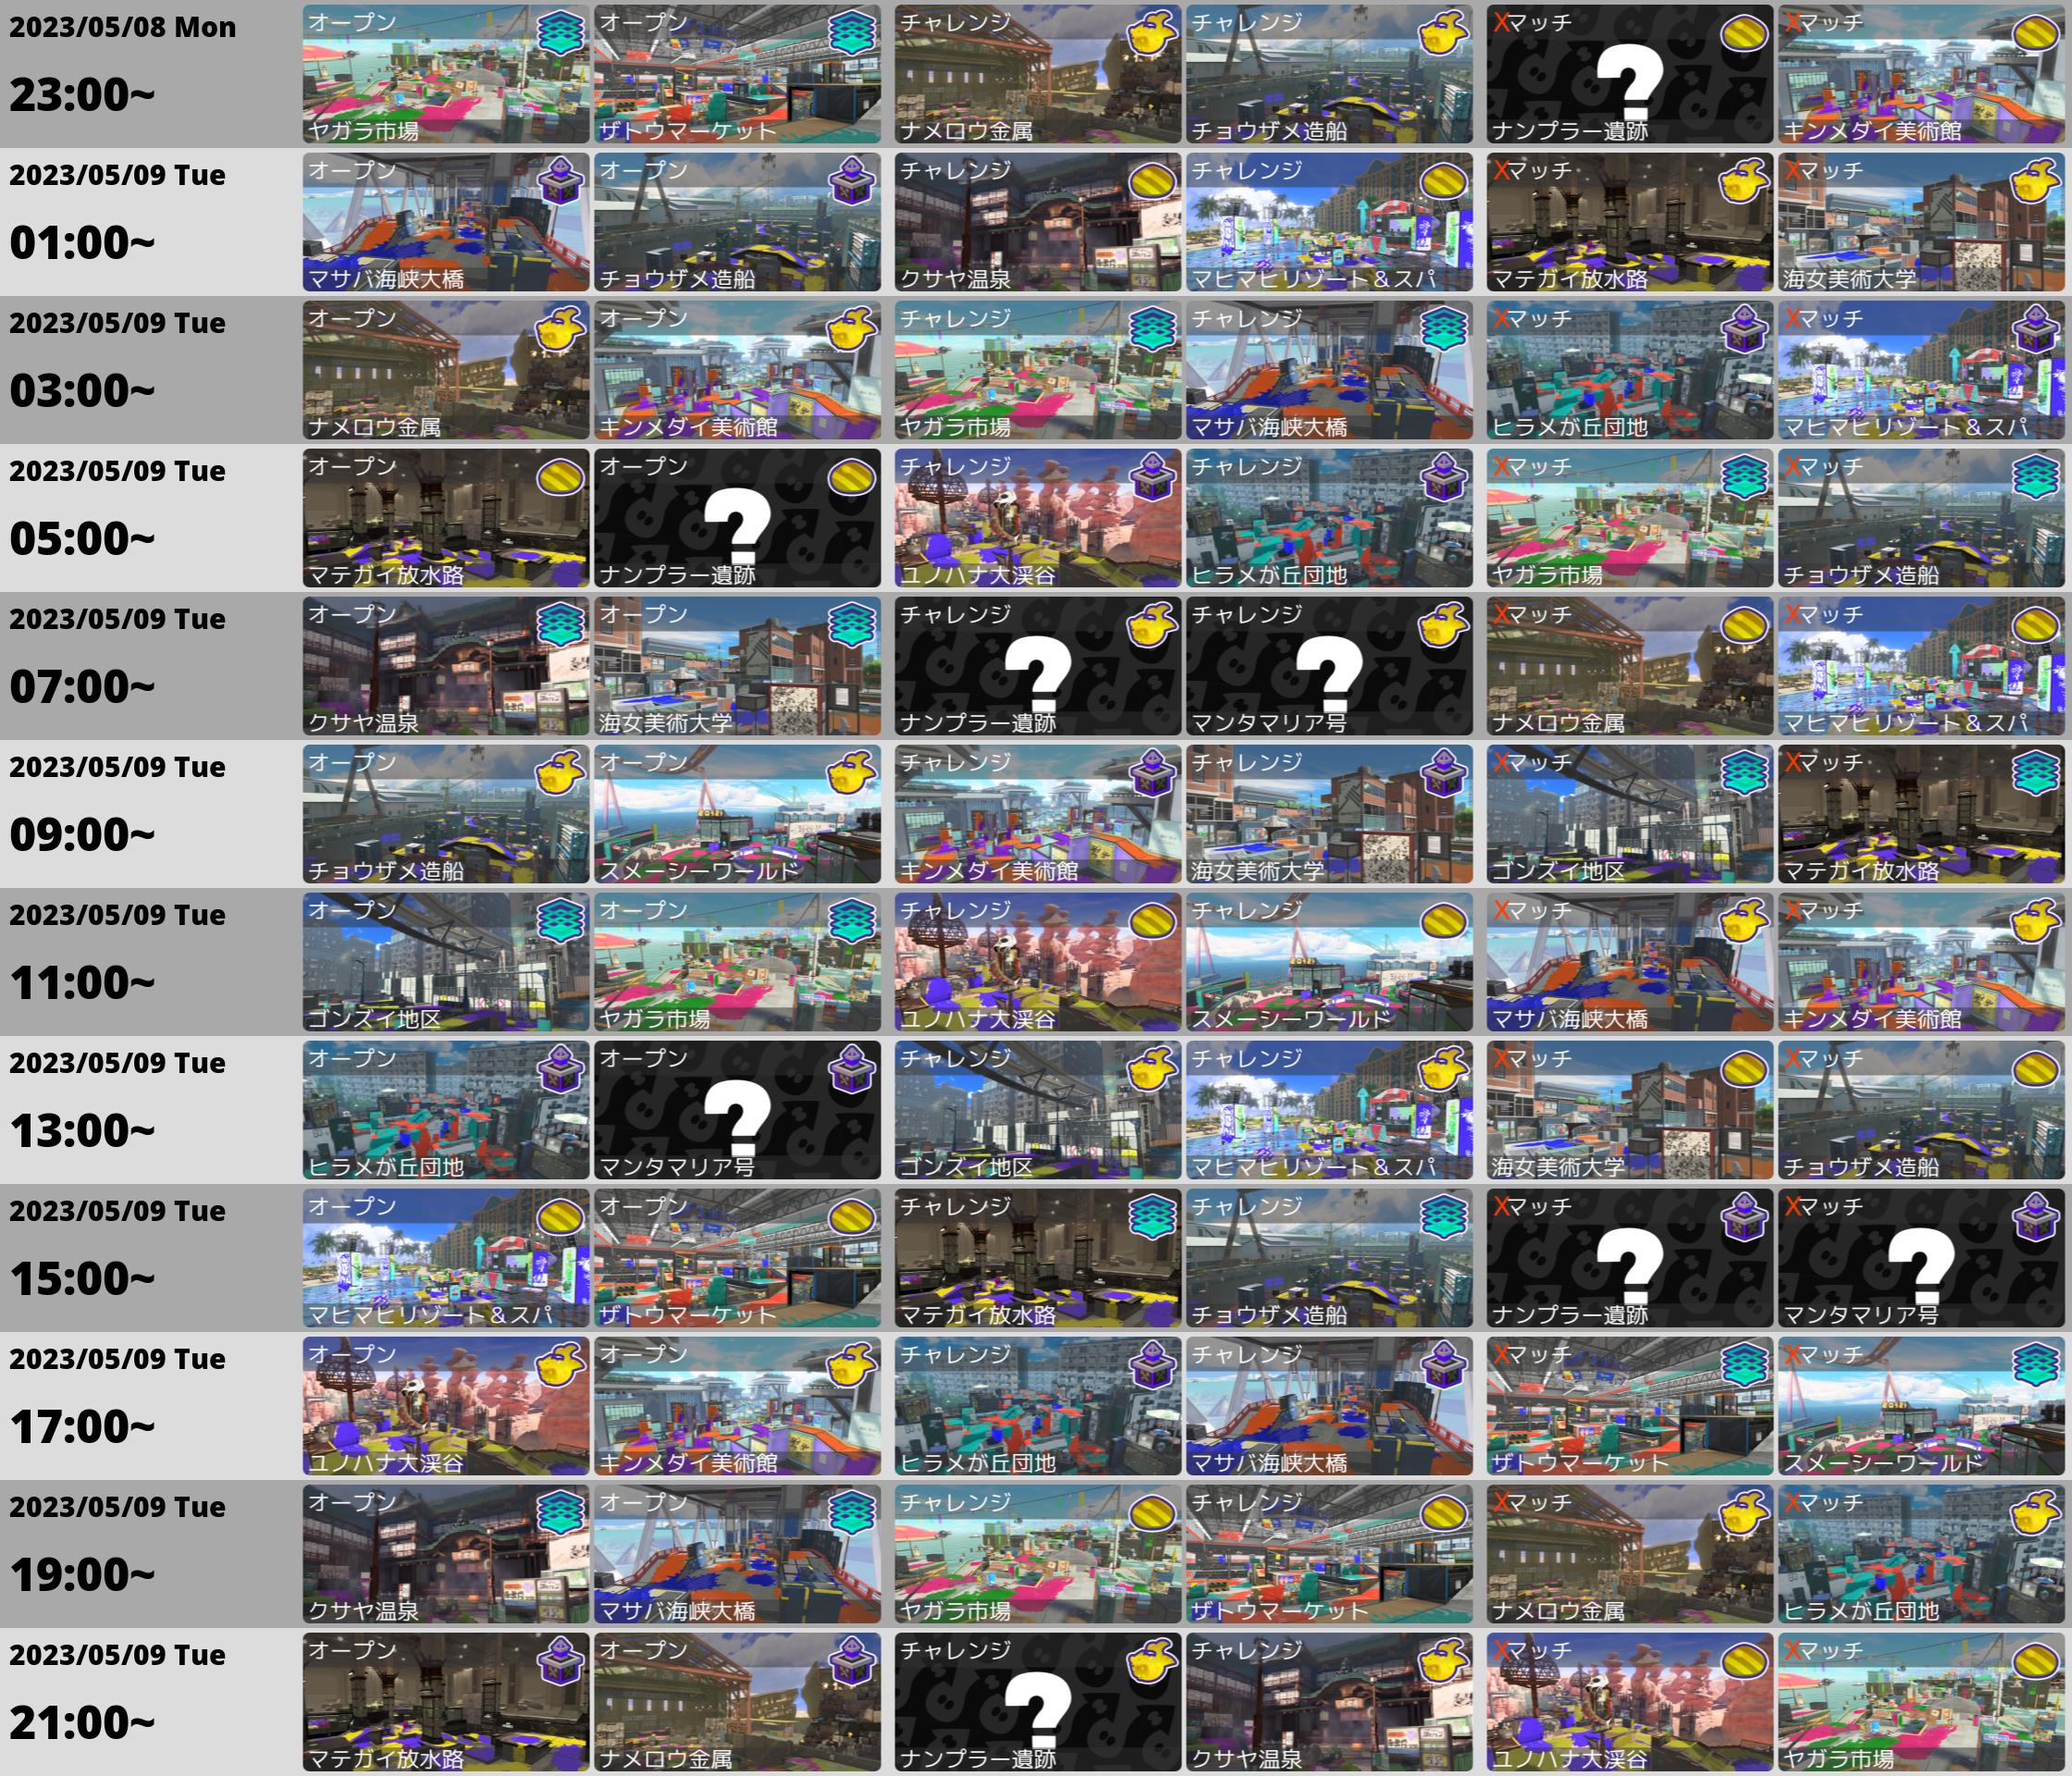 2023/05/08 Mon
23:00~
オープン
ヤガラ市場
オープン
ザトウマーケット
チャレンジ
ナメロウ金属
チャレンジ
チョウザメ造船
Xマッチ
?
ナンプラー遺跡
Xマッチ
キンメダイ美術館
2023/05/09 Tue
01:00~
オープン
マサバ海峡大橋
オープン
チョウザメ造船
チャレンジ
クサヤ温泉
チャレンジ
マヒマヒリゾート&スパ
Xマッチ
マテガイ放水路
Xマッチ
海女美術大学
2023/05/09 Tue
03:00~
オープン
ナメロウ金属
オープン
キンメダイ美術館
チャレンジ
ヤガラ市場
チャレンジ
マサバ海峡大橋
Xマッチ
ヒラメが丘団地
Xマッチ
マヒマヒリゾート&スパ
2023/05/09 Tue
05:00~
オープン
マテガイ放水路
オープン
?
ナンプラー遺跡
チャレンジ
ユノハナ大渓谷
チャレンジ
ヒラメが丘団地
Xマッチ
ヤガラ市場
Xマッチ
チョウザメ造船
2023/05/09 Tue
07:00~
オープン
クサヤ温泉
オープン
海女美術大学
チャレンジ
?
ナンプラー遺跡
チャレンジ
?
マンタマリア号
Xマッチ
ナメロウ金属
Xマッチ
マヒマヒリゾート&スパ
2023/05/09 Tue
09:00~
オープン
チョウザメ造船
オープン
スメーシーワールド
チャレンジ
キンメダイ美術館
チャレンジ
海女美術大学
Xマッチ
ゴンズイ地区
Xマッチ
マテガイ放水路
2023/05/09 Tue
11:00~
オープン
ゴンズイ地区
オープン
ヤガラ市場
チャレンジ
ユノハナ大渓谷
チャレンジ
スメーシーワールド
Xマッチ
マサバ海峡大橋
Xマッチ
キンメダイ美術館
2023/05/09 Tue
13:00~
オープン
ヒラメが丘団地
オープン
?
マンタマリア号
チャレンジ
ゴンズイ地区
チャレンジ
マヒマヒリゾート&スパ
Xマッチ
海女美術大学
Xマッチ
チョウザメ造船
2023/05/09 Tue
15:00~
オープン
マヒマヒリゾート&スパ
オープン
ザトウマーケット
チャレンジ
マテガイ放水路
チャレンジ
チョウザメ造船
Xマッチ
?
ナンプラー遺跡
Xマッチ
?
マンタマリア号
2023/05/09 Tue
17:00~
オープン
ユノハナ大渓谷
オープン
キンメダイ美術館
チャレンジ
ヒラメが丘団地
チャレンジ
マサバ海峡大橋
Xマッチ
ザトウマーケット
Xマッチ
スメーシーワールド
2023/05/09 Tue
19:00~
オープン
クサヤ温泉
オープン
マサバ海峡大橋
チャレンジ
ヤガラ市場
チャレンジ
ザトウマーケット
Xマッチ
ナメロウ金属
Xマッチ
ヒラメが丘団地
2023/05/09 Tue
21:00~
オープン
マテガイ放水路
オープン
ナメロウ金属
チャレンジ
?
ナンプラー遺跡
チャレンジ
クサヤ温泉
Xマッチ
ユノハナ大渓谷
Xマッチ
ヤガラ市場